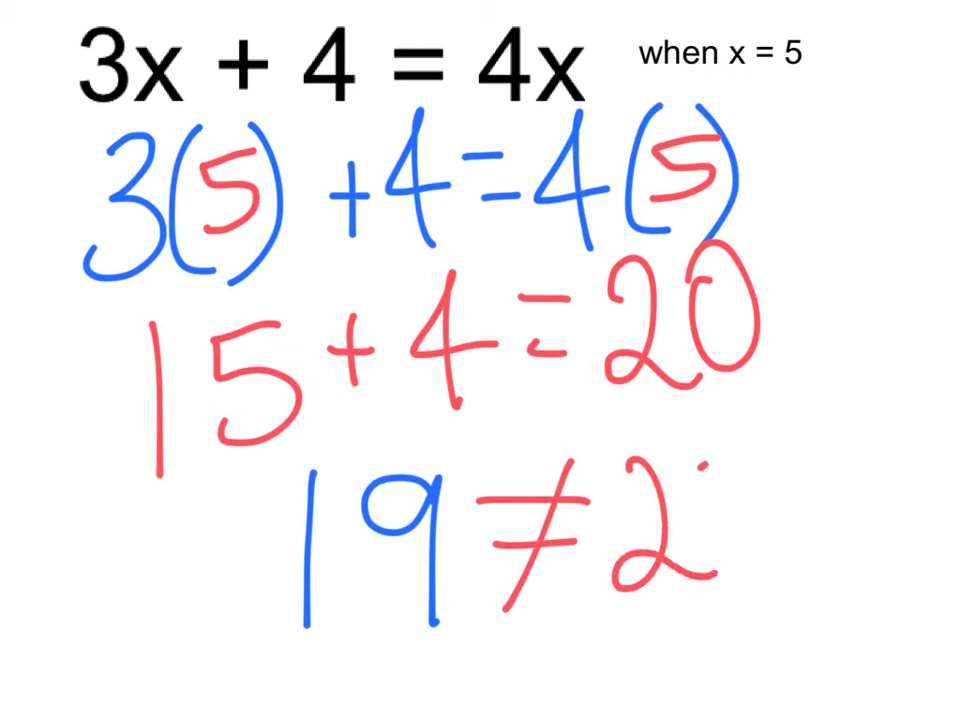 3x + 4 = 4x when x = 5
3(5) + 4 = 4(5)
15 + 4 = 20
19 ≠ 2